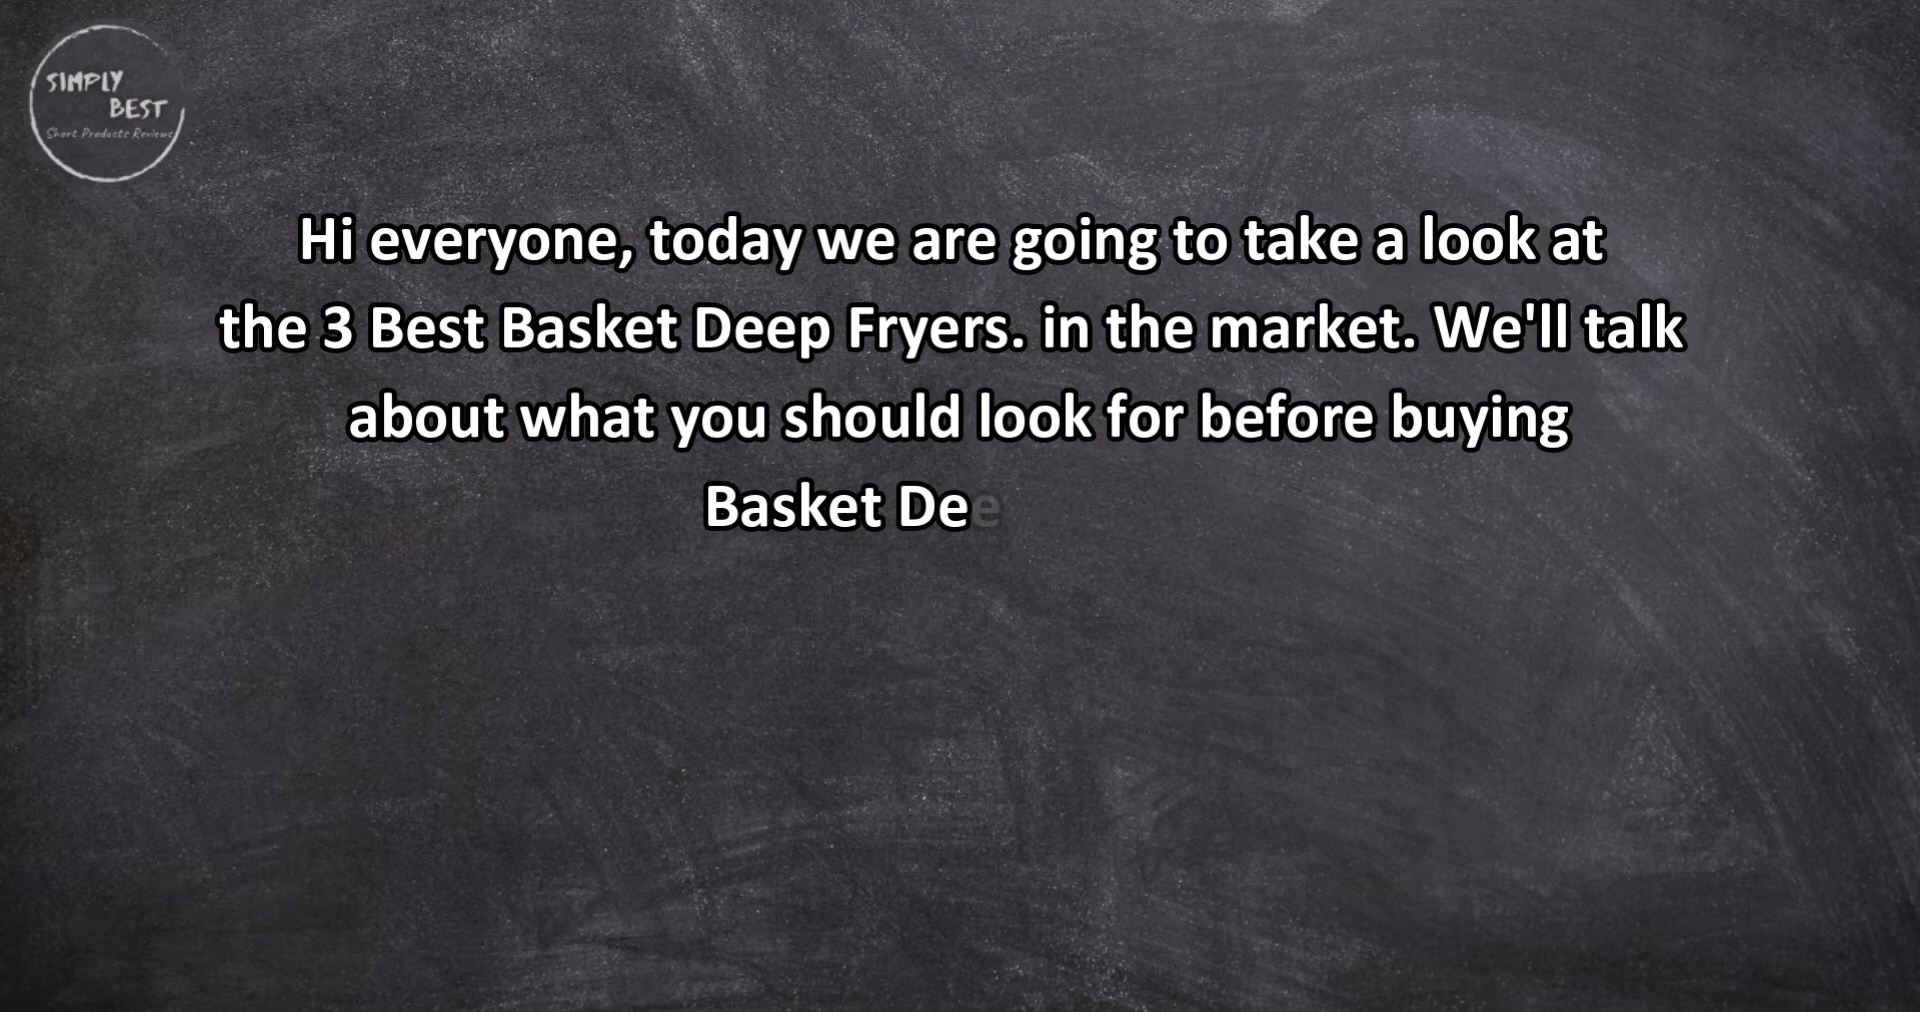 SIMPLY
BEST
Short Products Reviews
Hi everyone, today we are going to take a look at
the 3 Best Basket Deep Fryers. in the market. We'll talk
about what you should look for before buying
Basket Dee